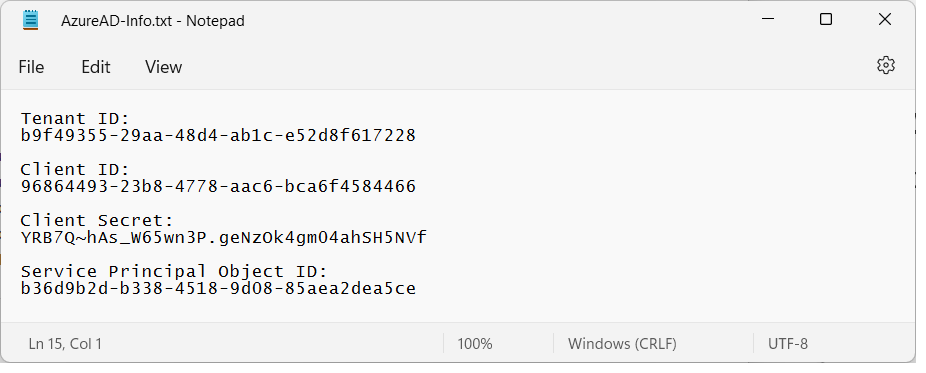 AzureAD-Info.txt - Notepad
File Edit View
Tenant ID:
b9f49355-29aa-48d4-ab1c-e52d8f617228
Client ID:
96864493-23b8-4778-aac6-bca6f4584466
Client Secret:
YRB7Q~hAs_W65wn3P.geNzOk4gm04ahSH5NVf
Service Principal Object ID:
b36d9b2d-b338-4518-9d08-85aea2dea5ce
Ln 15, Col 1 100% Windows (CRLF) UTF-8